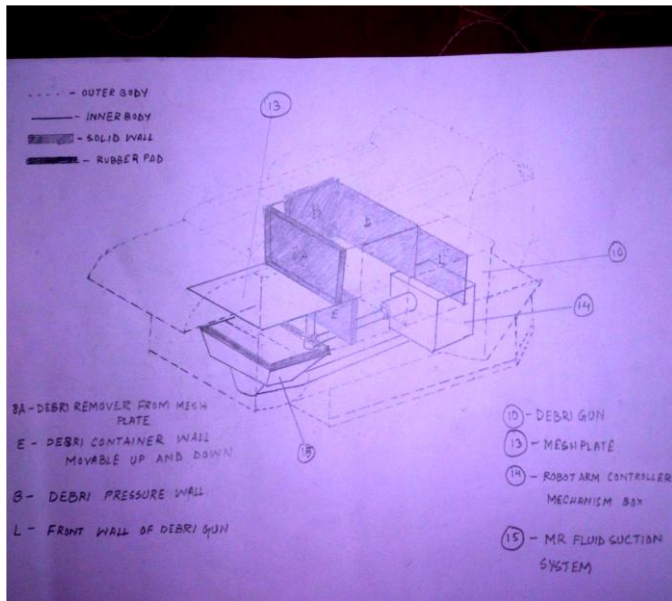 - OUTER BODY
- INNER BODY
- SOLID WALL
- RUBBER PAD
13
8A
B
L
E
10
14
15
8A - DEBRI REMOVER FROM MESH
PLATE
E - DEBRI CONTAINER WALL
MOVABLE UP AND DOWN
B - DEBRI PRESSURE WALL
L - FRONT WALL OF DEBRI GUN
10 - DEBRI GUN
13 - MESHPLATE
14 - ROBOT ARM CONTROLLER
MECHANISM BOX
15 - MR FLUID SUCTION
SYSTEM